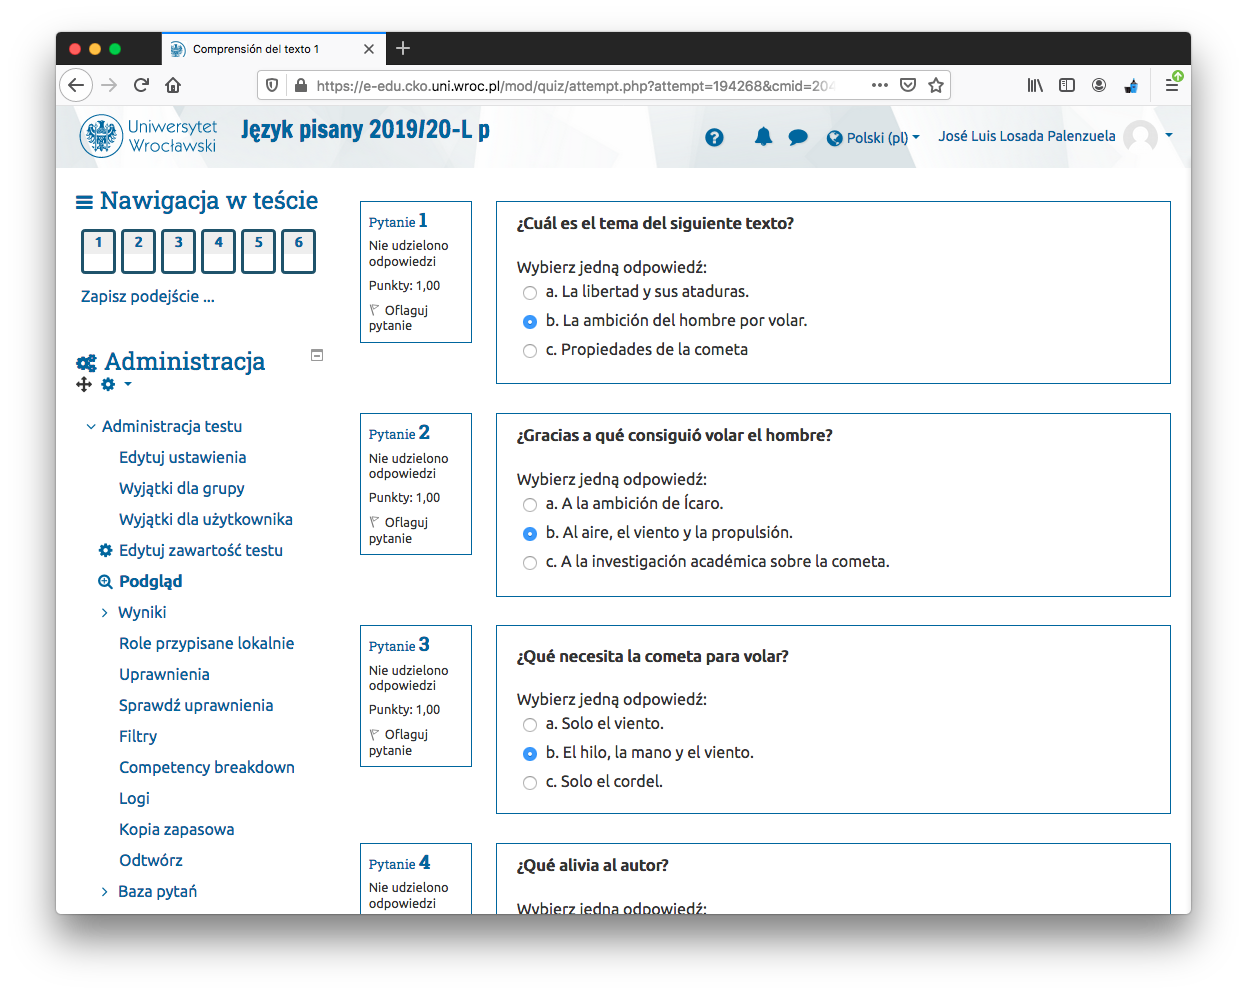 Comprensión del texto 1
https://e-edu.cko.uni.wroc.pl/mod/quiz/attempt.php?attempt=194268&cmid=204
Uniwersytet
Wrocławski
Język pisany 2019/20-L p
Polski (pl)
José Luis Losada Palenzuela
Nawigacja w teście
1 2 3 4 5 6
Zapisz podejście ...
Administracja
Administracja testu
Edytuj ustawienia
Wyjątki dla grupy
Wyjątki dla użytkownika
Edytuj zawartość testu
Podgląd
Wyniki
Role przypisane lokalnie
Uprawnienia
Sprawdź uprawnienia
Filtry
Competency breakdown
Logi
Kopia zapasowa
Odtwórz
Baza pytań
Pytanie 1
Nie udzielono
odpowiedzi
Punkty: 1,00
Oflaguj
pytanie
¿Cuál es el tema del siguiente texto?
Wybierz jedną odpowiedź:
a. La libertad y sus ataduras.
b. La ambición del hombre por volar.
c. Propiedades de la cometa
Pytanie 2
Nie udzielono
odpowiedzi
Punkty: 1,00
Oflaguj
pytanie
¿Gracias a qué consiguió volar el hombre?
Wybierz jedną odpowiedź:
a. A la ambición de Ícaro.
b. Al aire, el viento y la propulsión.
c. A la investigación académica sobre la cometa.
Pytanie 3
Nie udzielono
odpowiedzi
Punkty: 1,00
Oflaguj
pytanie
¿Qué necesita la cometa para volar?
Wybierz jedną odpowiedź:
a. Solo el viento.
b. El hilo, la mano y el viento.
c. Solo el cordel.
Pytanie 4
Nie udzielono
odpowiedzi
¿Qué alivia al autor?
Wybierz jedną odpowiedź: